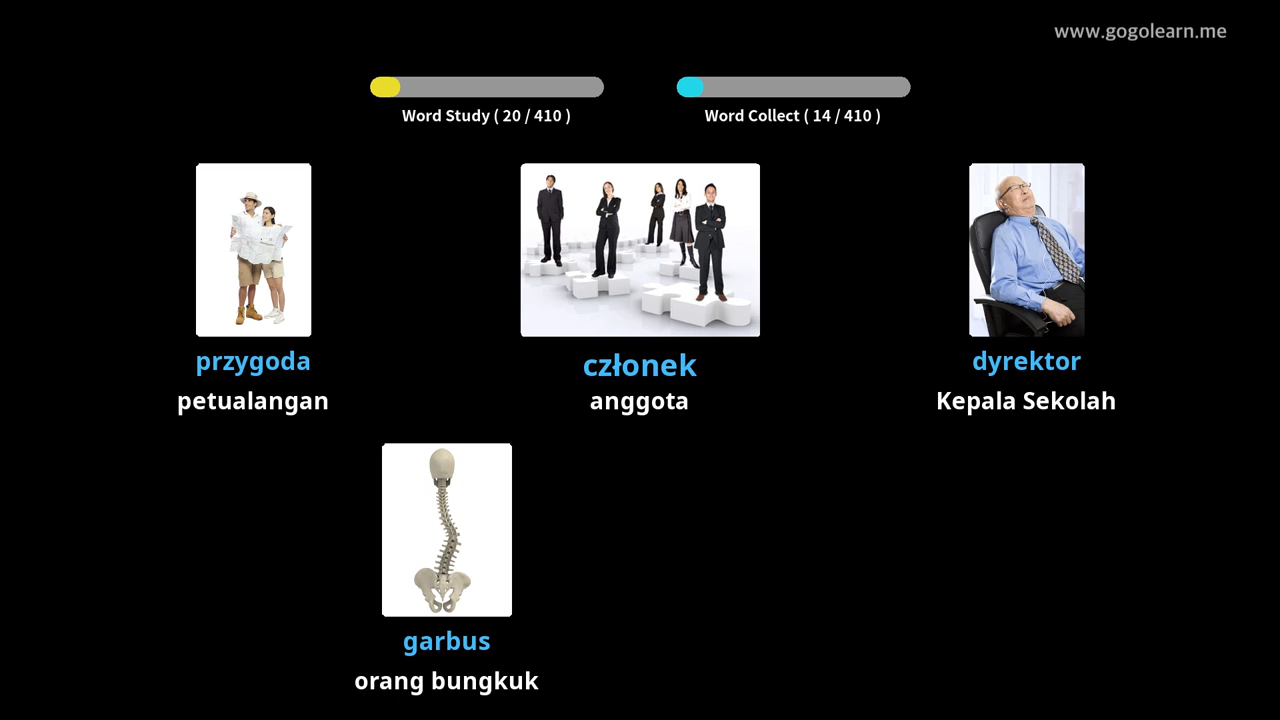 www.gogolearn.me
Word Study ( 20 / 410 )
Word Collect ( 14 / 410 )
przygoda
petualangan
członek
anggota
dyrektor
Kepala Sekolah
garbus
orang bungkuk